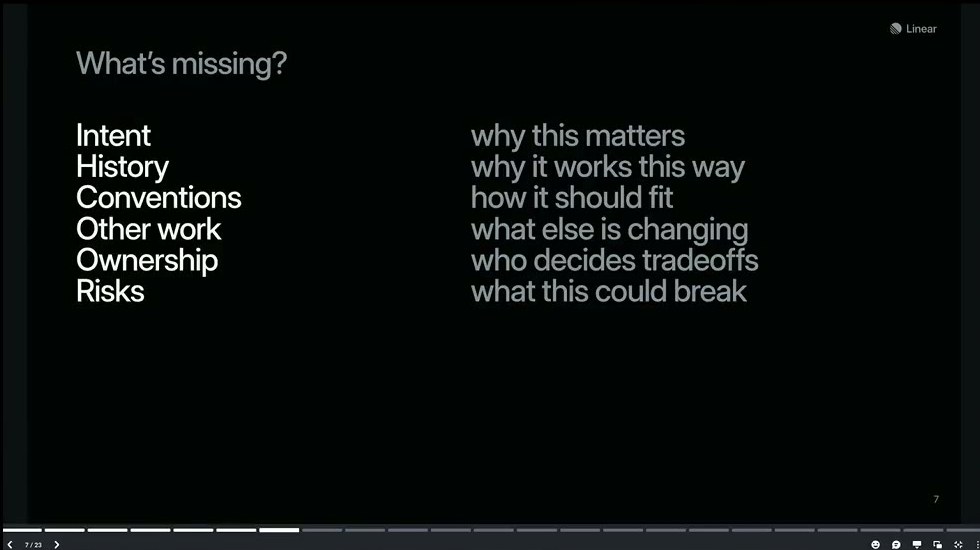 Linear
What's missing?
Intent why this matters
History why it works this way
Conventions how it should fit
Other work what else is changing
Ownership who decides tradeoffs
Risks what this could break
7
7 / 23